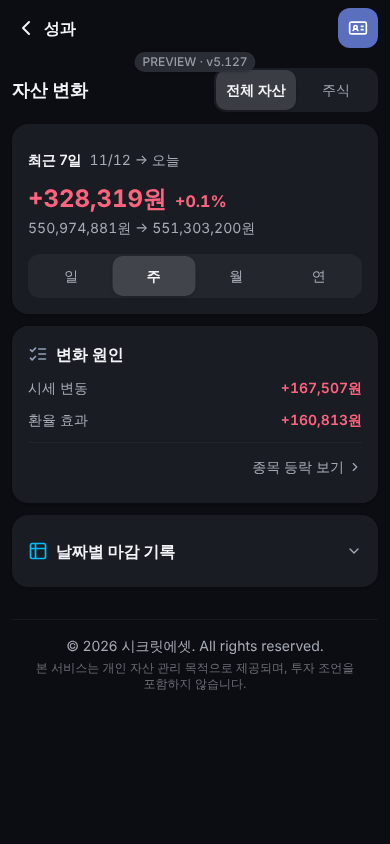 성과
PREVIEW · v5.127
자산 변화
전체 자산 주식
최근 7일 11/12 → 오늘
+328,319원 +0.1%
550,974,881원 → 551,303,200원
일 주 월 연
변화 원인
시세 변동 +167,507원
환율 효과 +160,813원
종목 등락 보기
날짜별 마감 기록
© 2026 시크릿에셋. All rights reserved.
본 서비스는 개인 자산 관리 목적으로 제공되며, 투자 조언을
포함하지 않습니다.